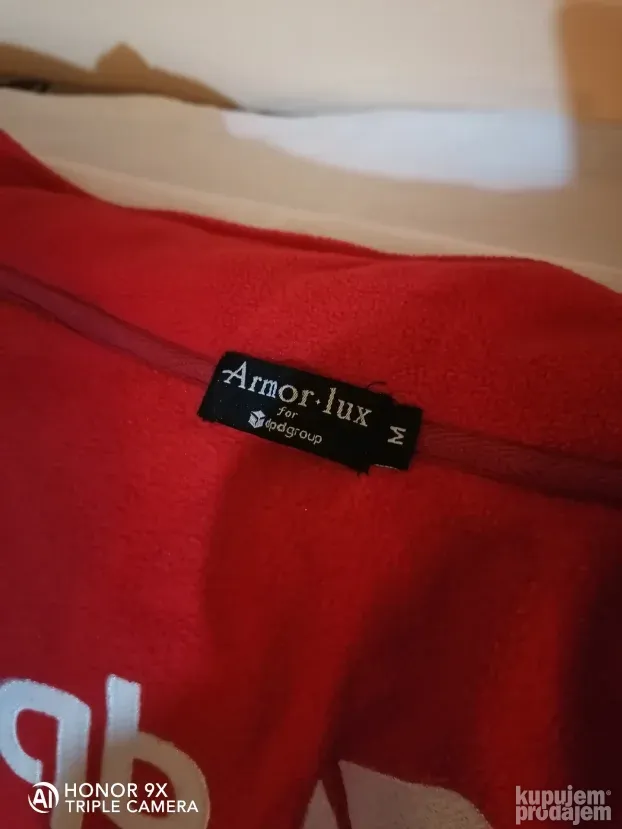 Armor·lux
for
dpdgroup
M
HONOR 9X
TRIPLE CAMERA
kupujem
prodajem